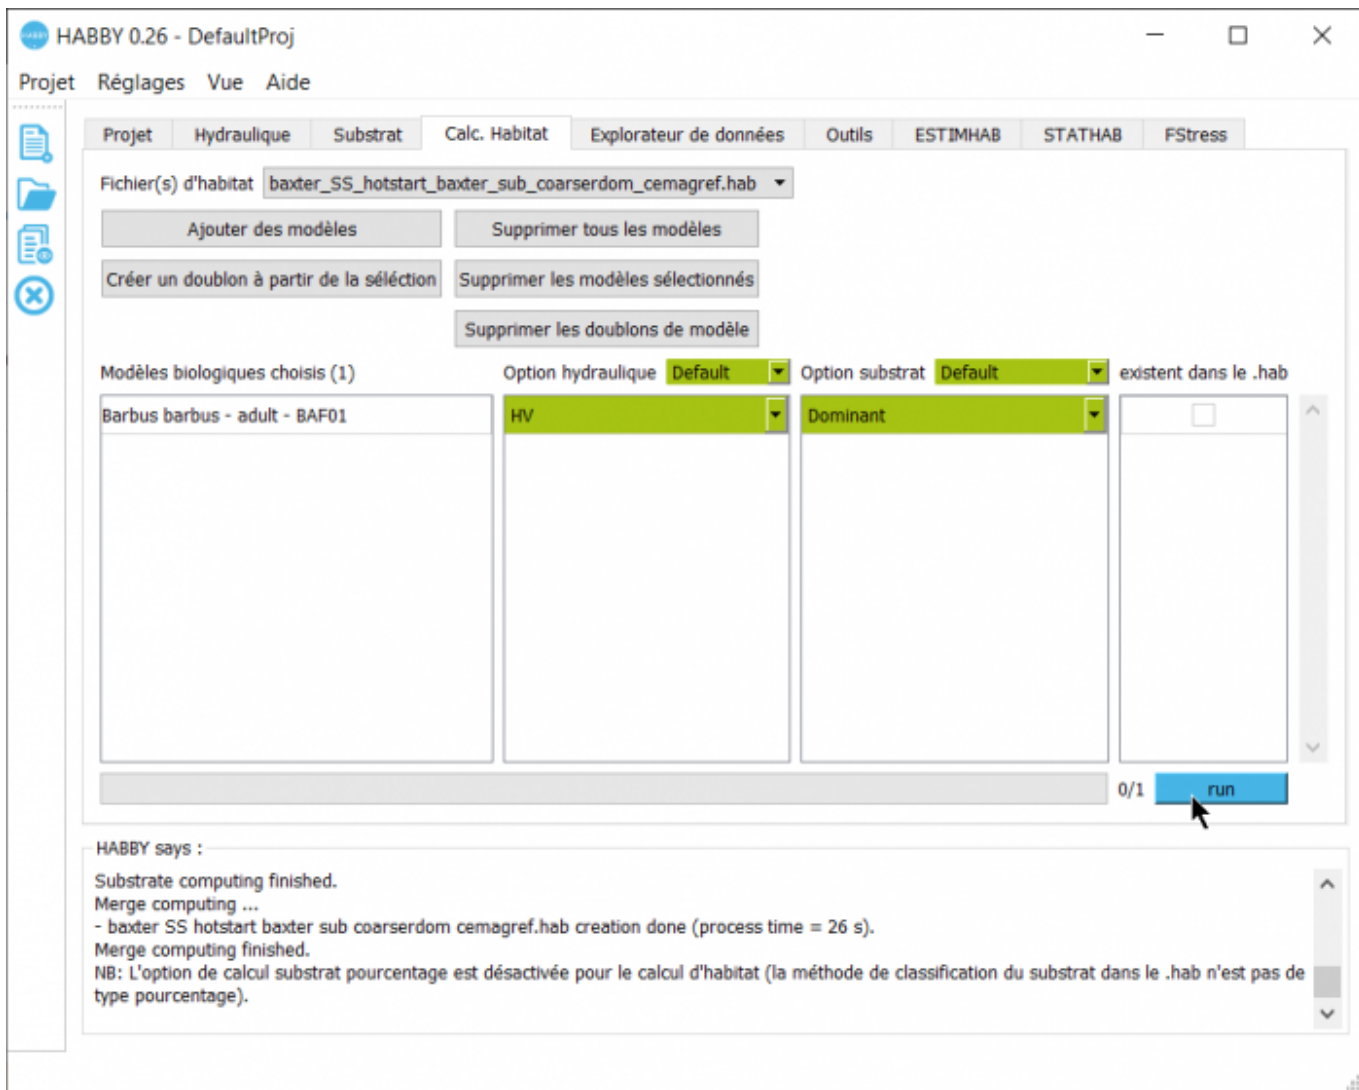 HABBY 0.26 - DefaultProj
Projet Réglages Vue Aide
Projet Hydraulique Substrat Calc. Habitat Explorateur de données Outils ESTIMHAB STATHAB FStress
Fichier(s) d'habitat baxter_SS_hotstart_baxter_sub_coarserdom_cemagref.hab
Ajouter des modèles Supprimer tous les modèles
Créer un doublon à partir de la séléction Supprimer les modèles sélectionnés
Supprimer les doublons de modèle
Modèles biologiques choisis (1) Option hydraulique Default Option substrat Default existent dans le .hab
Barbus barbus - adult - BAF01 HV Dominant
0/1 run
HABBY says :
Substrate computing finished.
Merge computing ...
- baxter SS hotstart baxter sub coarserdom cemagref.hab creation done (process time = 26 s).
Merge computing finished.
NB: L'option de calcul substrat pourcentage est désactivée pour le calcul d'habitat (la méthode de classification du substrat dans le .hab n'est pas de
type pourcentage).